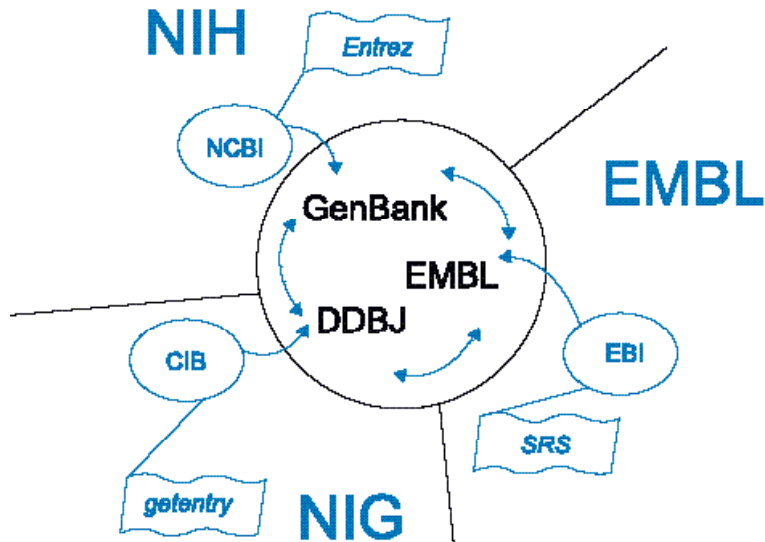 NIH
Entrez
NCBI
GenBank
EMBL
EMBL
DDBJ
CIB
EBI
SRS
getentry
NIG